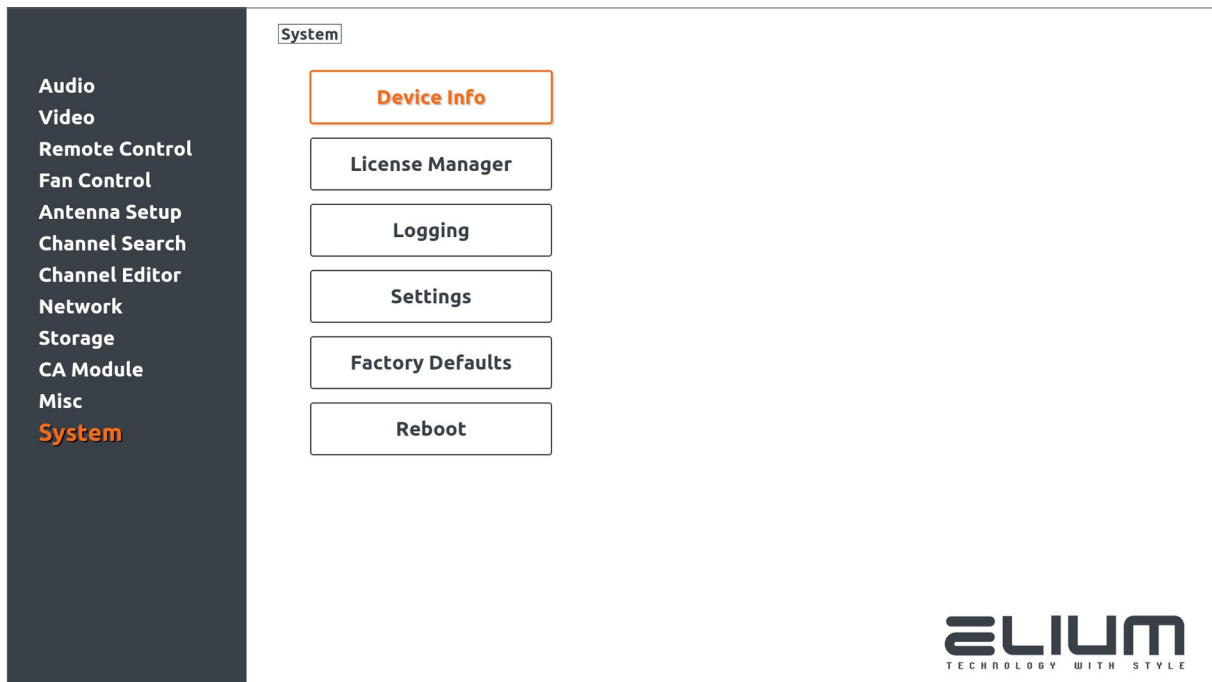 System
Audio
Video
Remote Control
Fan Control
Antenna Setup
Channel Search
Channel Editor
Network
Storage
CA Module
Misc
System
Device Info
License Manager
Logging
Settings
Factory Defaults
Reboot
ELIUM
TECHNOLOGY WITH STYLE